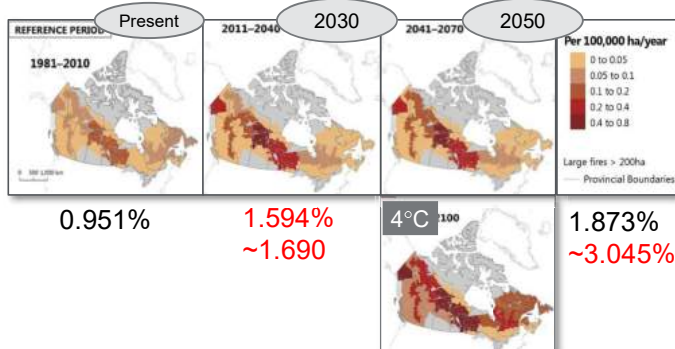 Present
REFERENCE PERIOD
1981–2010
2011–2040
2030
2041–2070
2050
Per 100,000 ha/year
0 to 0.05
0.05 to 0.1
0.1 to 0.2
0.2 to 0.4
0.4 to 0.8
Large fires > 200ha
Provincial Boundaries
0.951%
1.594%
~1.690
4°C
2100
1.873%
~3.045%